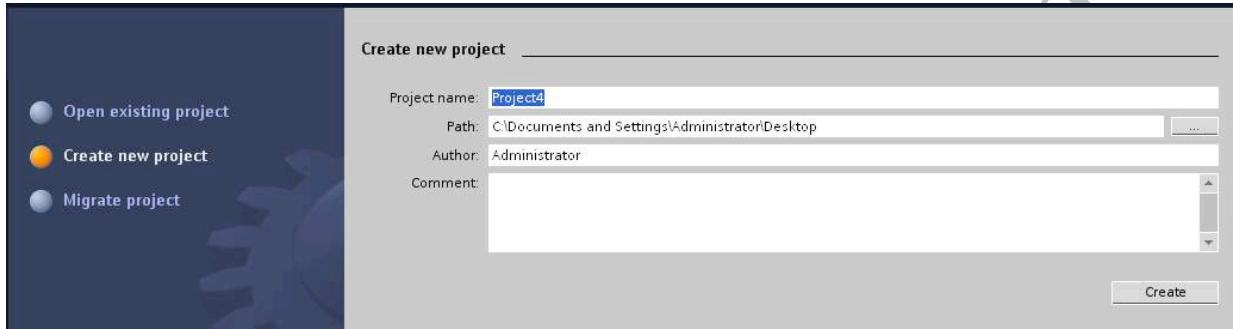 Create new project
Open existing project
Create new project
Migrate project
Project name: Project4
Path: C:\Documents and Settings\Administrator\Desktop ...
Author: Administrator
Comment:
Create